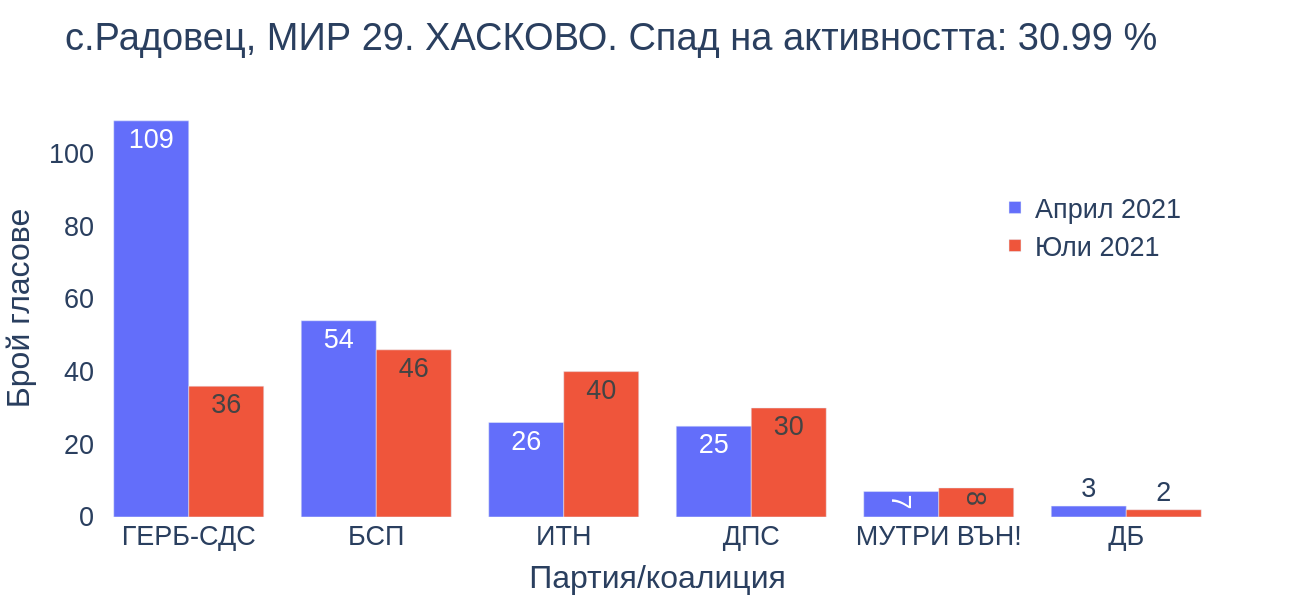 с.Радовец, МИР 29. ХАСКОВО. Спад на активността: 30.99 %
Брой гласове
100
80
60
40
20
0
109
36
54
46
26
40
25
30
7
8
3
2
Април 2021
Юли 2021
ГЕРБ-СДС
БСП
ИТН
ДПС
МУТРИ ВЪН!
ДБ
Партия/коалиция